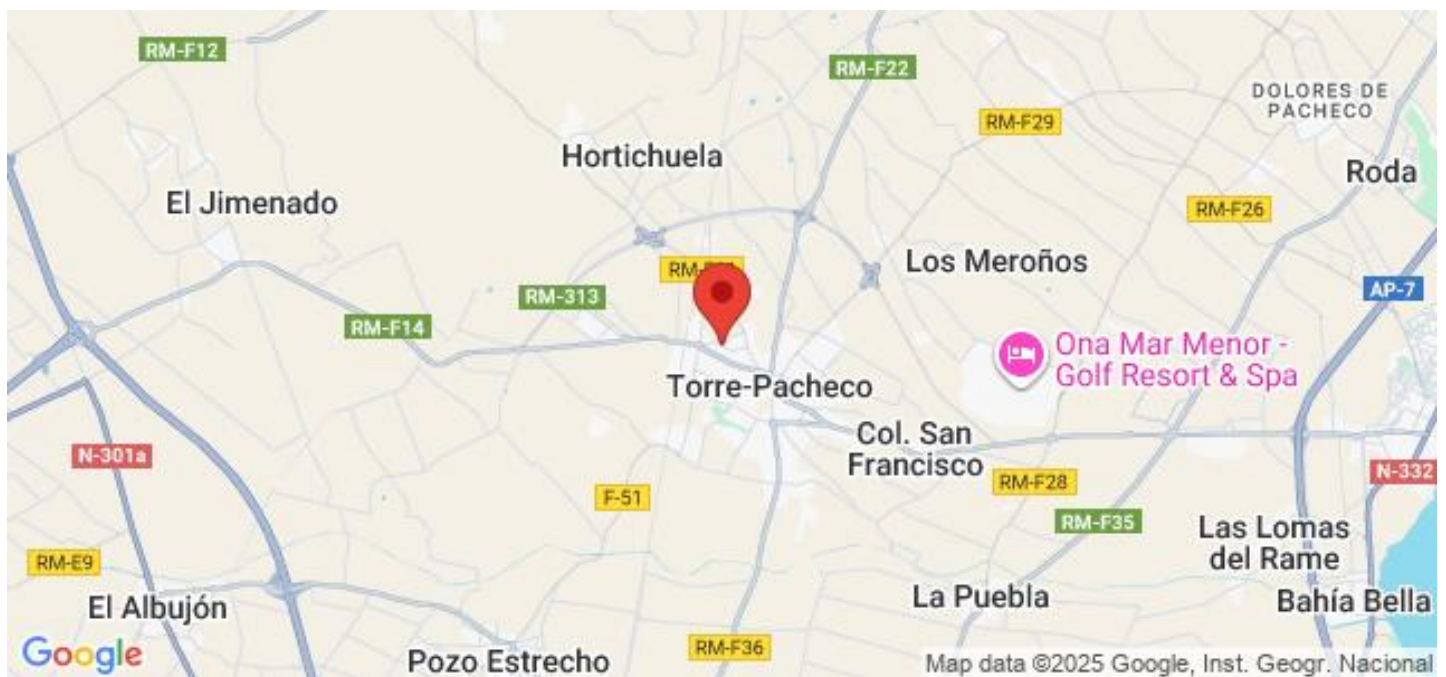 RM-F12
RM-F22
DOLORES DE
PACHECO
RM-F29
Hortichuela
Roda
El Jimenado
RM-F26
Los Meroños
AP-7
RM-313
RM-F14
Ona Mar Menor -
Golf Resort & Spa
Torre-Pacheco
Col. San
Francisco
N-301a
N-332
RM-F28
F-51
RM-F35
Las Lomas
del Rame
RM-E9
La Puebla
Bahía Bella
El Albujón
Google
Pozo Estrecho
RM-F36
Map data ©2025 Google, Inst. Geogr. Nacional